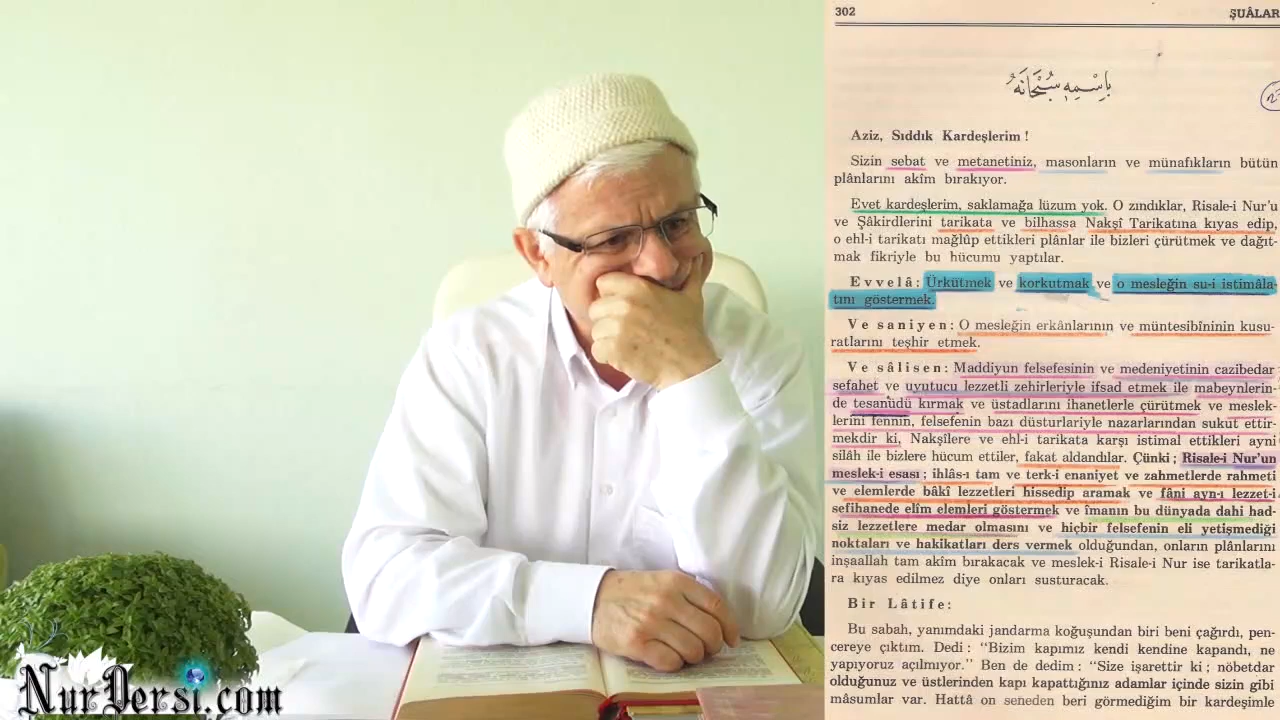 302
ŞUÂLAR
بِاسْمِهِ سُبْحَانَهُ
Aziz, Sıddık Kardeşlerim !
Sizin sebat ve metanetiniz, masonların ve münafıkların bütün
plânlarını akîm bırakıyor.
Evet kardeşlerim, saklamağa lüzum yok. O zındıklar, Risale-i Nur'u
ve Şâkirdlerini tarikata ve bilhassa Nakşî Tarikatına kıyas edip,
o ehl-i tarikatı mağlûp ettikleri plânlar ile bizleri çürütmek ve dağıt-
mak fikriyle bu hücumu yaptılar.
Evvelâ: Ürkütmek ve korkutmak ve o mesleğin su-i istimâla-
tını göstermek.
Ve saniyen: O mesleğin erkânlarının ve müntesibîninin kusu-
ratlarını teşhir etmek.
Ve sâlisen: Maddiyun felsefesinin ve medeniyetinin cazibedar
sefahet ve uyutucu lezzetli zehirleriyle ifsad etmek ile mabeynlerin-
de tesanüdü kırmak ve üstadlarını ihanetlerle çürütmek ve meslek-
lerini fennin, felsefenin bazı düsturlariyle nazarlarından sukut ettir-
mekdir ki, Nakşîlere ve ehl-i tarikata karşı istimal ettikleri ayni
silâh ile bizlere hücum ettiler, fakat aldandılar. Çünki; Risale-i Nur'un
meslek-i esası; ihlâs-ı tam ve terk-i enaniyet ve zahmetlerde rahmeti
ve elemlerde bâkî lezzetleri hissedip aramak ve fâni ayn-ı lezzet-i
sefihanede elîm elemleri göstermek ve îmanın bu dünyada dahi had-
siz lezzetlere medar olmasını ve hiçbir felsefenin eli yetişmediği
noktaları ve hakikatları ders vermek olduğundan, onların plânlarını
inşaallah tam akîm bırakacak ve meslek-i Risale-i Nur ise tarikatla-
ra kıyas edilmez diye onları susturacak.
Bir Lâtife:
Bu sabah, yanımdaki jandarma koğuşundan biri beni çağırdı, pen-
cereye çıktım. Dedi: "Bizim kapımız kendi kendine kapandı, ne
yapıyoruz açılmıyor." Ben de dedim: "Size işarettir ki; nöbetdar
olduğunuz ve üstlerinden kapı kapattığınız adamlar içinde sizin gibi
mâsumlar var. Hattâ on seneden beri görmediğim bir kardeşimle
NurDersi.com